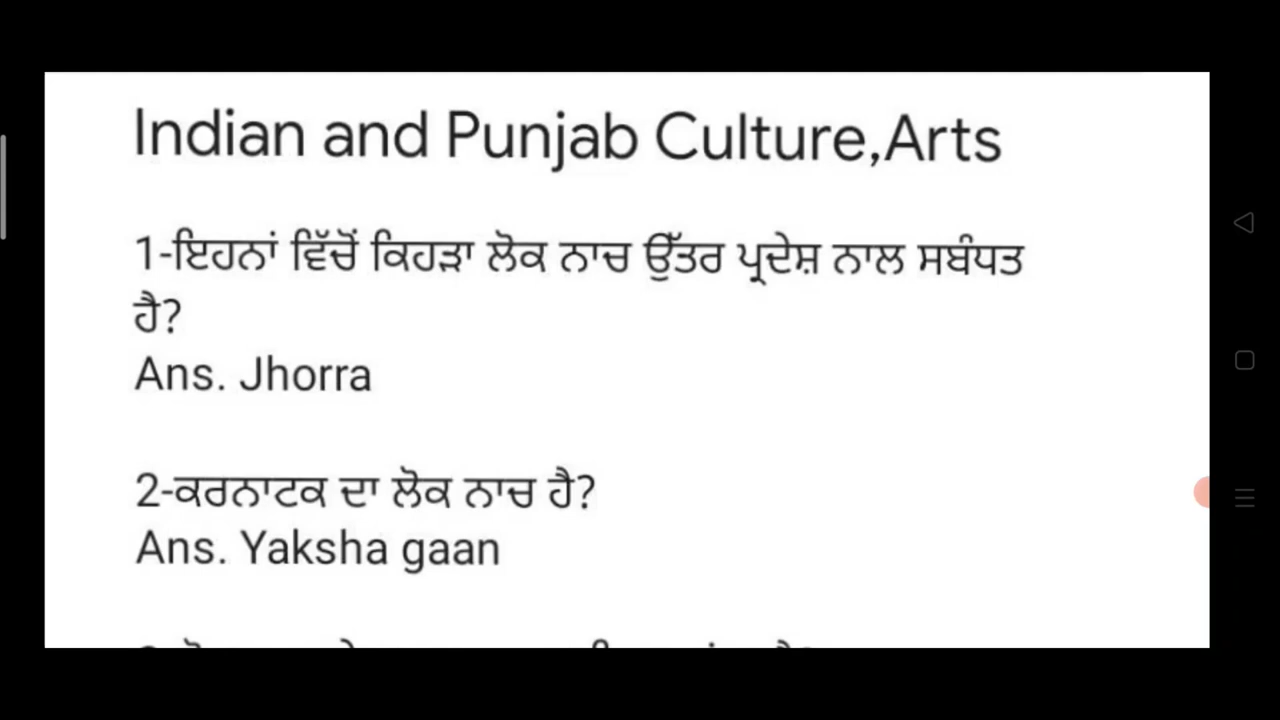 Indian and Punjab Culture,Arts
1-ਇਹਨਾਂ ਵਿੱਚੋਂ ਕਿਹੜਾ ਲੋਕ ਨਾਚ ਉੱਤਰ ਪ੍ਰਦੇਸ਼ ਨਾਲ ਸਬੰਧਤ
ਹੈ?
Ans. Jhorra
2-ਕਰਨਾਟਕ ਦਾ ਲੋਕ ਨਾਚ ਹੈ?
Ans. Yaksha gaan